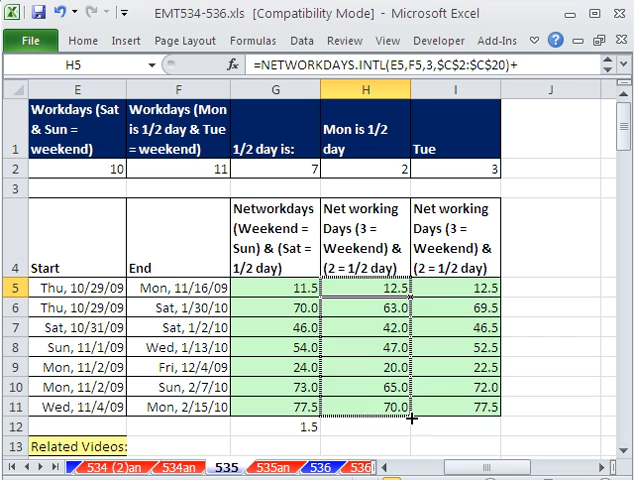 EMT534-536.xls [Compatibility Mode] - Microsoft Excel
File Home Insert Page Layout Formulas Data Review View Developer Add-Ins
H5 fx =NETWORKDAYS.INTL(E5,F5,3,$C$2:$C$20)+
E F G H I J
1 Workdays (Sat & Sun = weekend) Workdays (Mon is 1/2 day & Tue = weekend) 1/2 day is: Mon is 1/2 day Tue
2 10 11 7 2 3
3
4 Start End Networkdays (Weekend = Sun) & (Sat = 1/2 day) Net working Days (3 = Weekend) & (2 = 1/2 day) Net working Days (3 = Weekend) & (2 = 1/2 day)
5 Thu, 10/29/09 Mon, 11/16/09 11.5 12.5 12.5
6 Thu, 10/29/09 Sat, 1/30/10 70.0 63.0 69.5
7 Sat, 10/31/09 Sat, 1/2/10 46.0 42.0 46.5
8 Sun, 11/1/09 Wed, 1/13/10 54.0 47.0 52.5
9 Mon, 11/2/09 Fri, 12/4/09 24.0 20.0 22.5
10 Mon, 11/2/09 Sun, 2/7/10 73.0 65.0 72.0
11 Wed, 11/4/09 Mon, 2/15/10 77.5 70.0 77.5
12 1.5
13 Related Videos:
534 (2)an 534an 535 535an 536 536